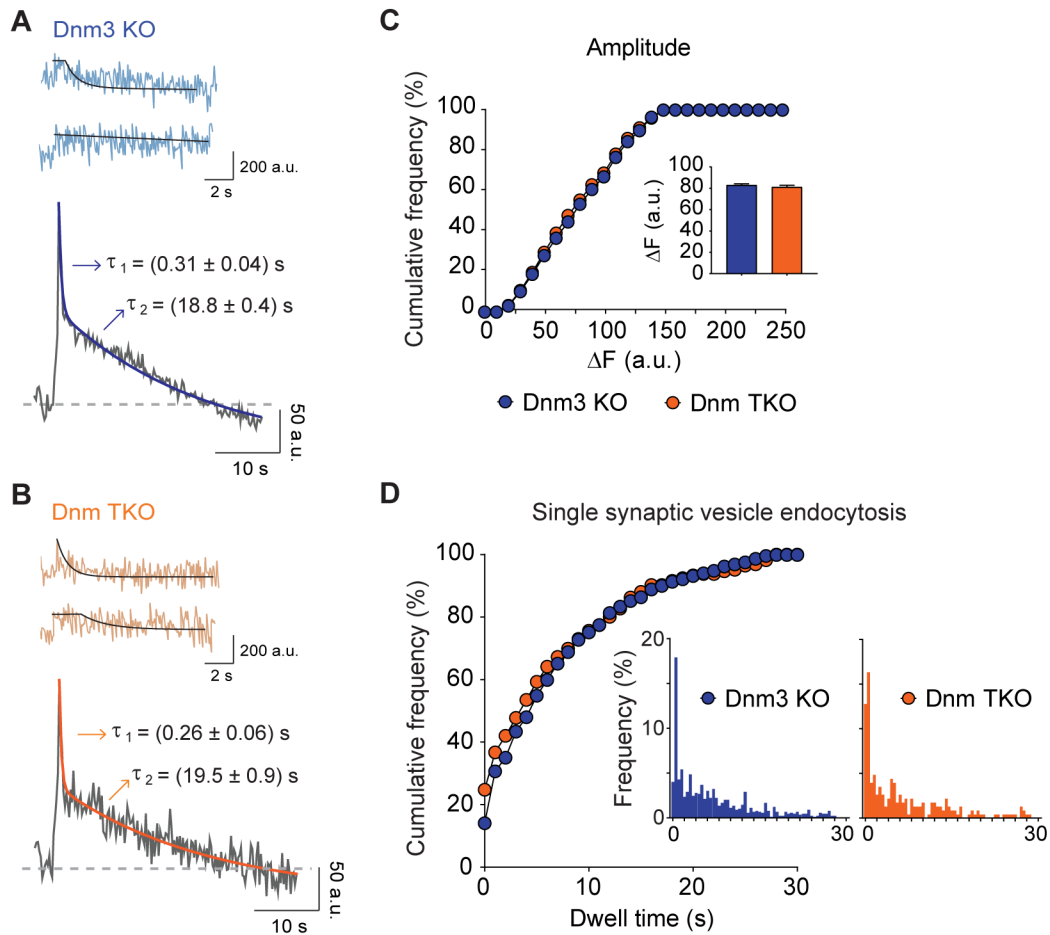 A
Dnm3 KO
200 a.u.
2 s
τ1 = (0.31 ± 0.04) s
τ2 = (18.8 ± 0.4) s
50 a.u.
10 s
B
Dnm TKO
200 a.u.
2 s
τ1 = (0.26 ± 0.06) s
τ2 = (19.5 ± 0.9) s
50 a.u.
10 s
C
Amplitude
Cumulative frequency (%)
100
80
60
40
20
0
0 50 100 150 200 250
ΔF (a.u.)
ΔF (a.u.)
100
80
60
40
20
0
Dnm3 KO Dnm TKO
D
Single synaptic vesicle endocytosis
Cumulative frequency (%)
100
80
60
40
20
0
0 10 20 30
Dwell time (s)
Frequency (%)
20
10
0
0 30
Dnm3 KO
0 30
Dnm TKO